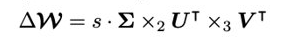 Δ𝓦 = s · Σ ×₂ Uᵀ ×₃ Vᵀ